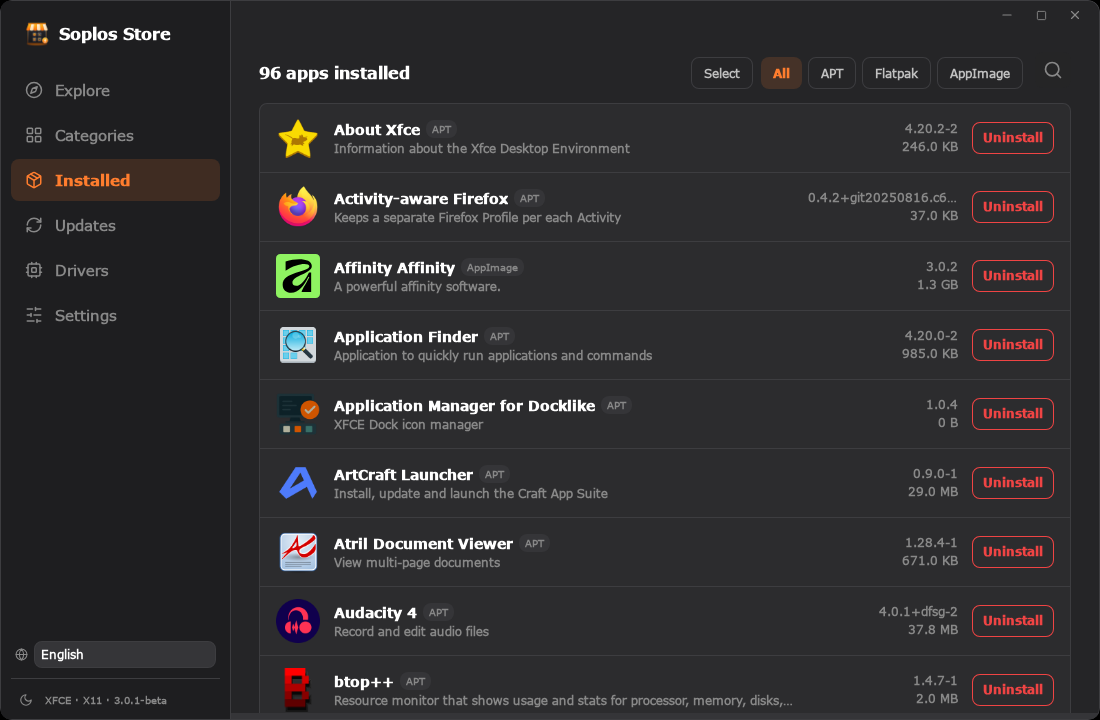 Soplos Store
Explore
Categories
Installed
Updates
Drivers
Settings
English
XFCE · X11 · 3.0.1-beta
96 apps installed
Select All APT Flatpak AppImage
About Xfce APT
Information about the Xfce Desktop Environment
4.20.2-2
246.0 KB
Uninstall
Activity-aware Firefox APT
Keeps a separate Firefox Profile per each Activity
0.4.2+git20250816.c6...
37.0 KB
Uninstall
Affinity Affinity AppImage
A powerful affinity software.
3.0.2
1.3 GB
Uninstall
Application Finder APT
Application to quickly run applications and commands
4.20.0-2
985.0 KB
Uninstall
Application Manager for Docklike APT
XFCE Dock icon manager
1.0.4
0 B
Uninstall
ArtCraft Launcher APT
Install, update and launch the Craft App Suite
0.9.0-1
29.0 MB
Uninstall
Atril Document Viewer APT
View multi-page documents
1.28.4-1
671.0 KB
Uninstall
Audacity 4 APT
Record and edit audio files
4.0.1+dfsg-2
37.8 MB
Uninstall
btop++ APT
Resource monitor that shows usage and stats for processor, memory, disks,...
1.4.7-1
2.0 MB
Uninstall